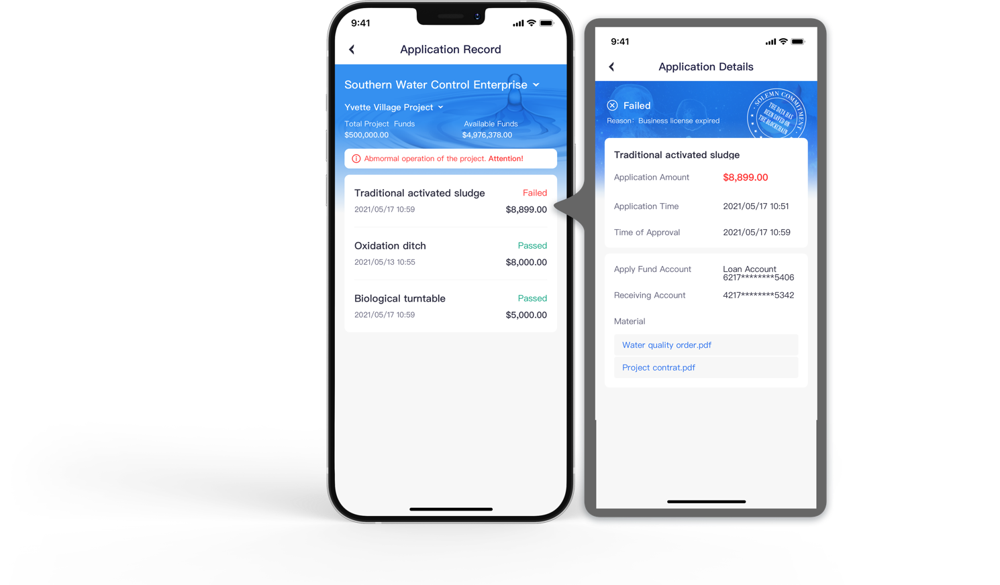 9:41
Application Record
Southern Water Control Enterprise
Yvette Village Project
Total Project Funds
Available Funds
$500,000.00
$4,976,378.00
Abmormal operation of the project. Attention!
Traditional activated sludge
Failed
2021/05/17 10:59
$8,899.00
Oxidation ditch
Passed
2021/05/13 10:55
$8,000.00
Biological turntable
Passed
2021/05/17 10:59
$5,000.00
9:41
Application Details
Failed
Reason: Business license expired
SOLEMN COMMITMENT
THE DATA HAS
BEEN SAVED ON
THE BLOCKCHAIN
Traditional activated sludge
Application Amount
$8,899.00
Application Time
2021/05/17 10:51
Time of Approval
2021/05/17 10:59
Apply Fund Account
Loan Account
6217********5406
Receiving Account
4217********5342
Material
Water quality order.pdf
Project contrat.pdf